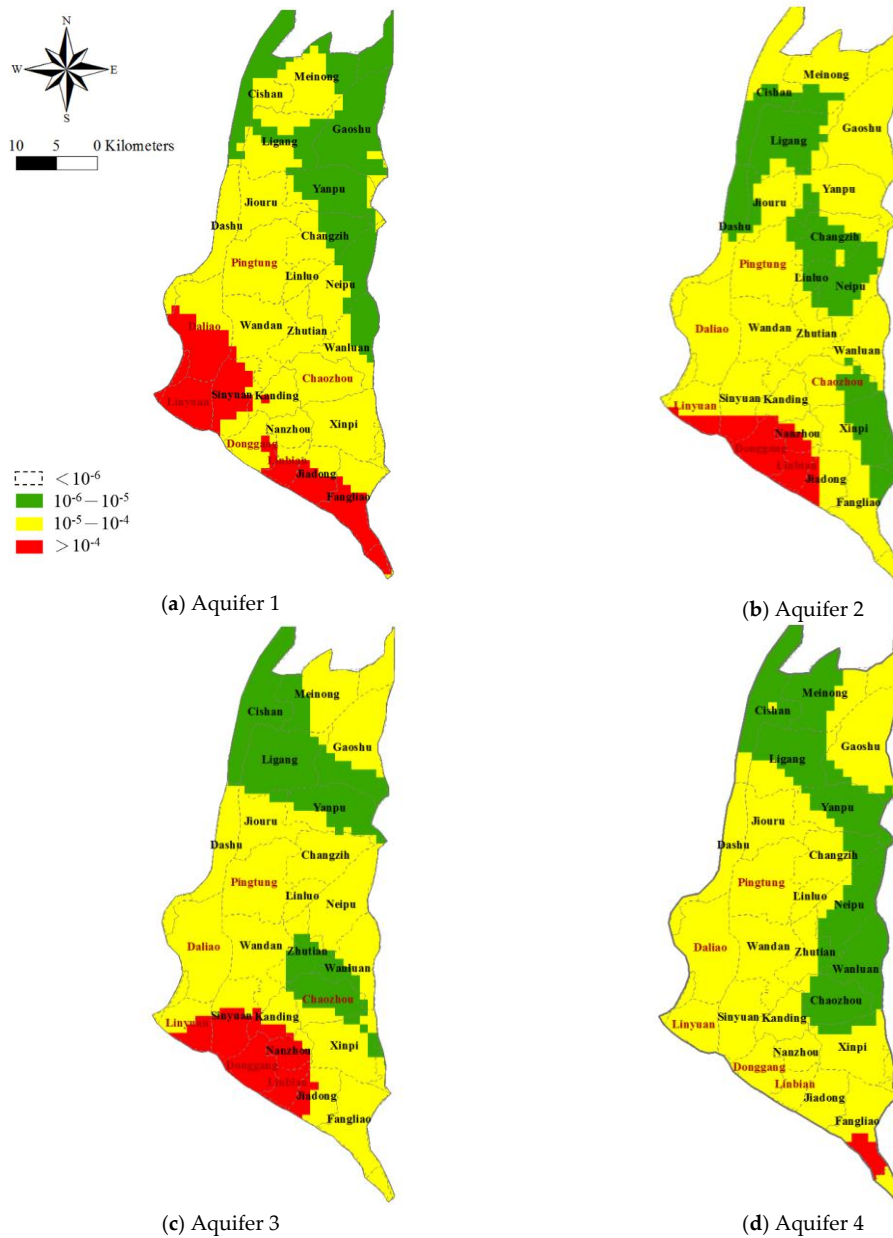 N
W E
S
10 5 0 Kilometers
<10⁻⁶
10⁻⁶—10⁻⁵
10⁻⁵—10⁻⁴
>10⁻⁴
Meinong
Cishan
Gaoshu
Ligang
Yanpu
Jiouru
Dashu
Changzih
Pingtung
Linluo
Neipu
Daliao
Wandan
Zhutian
Wanluan
Chaozhou
Linyuan
Sinyuan Kanding
Nanzhou
Xinpi
Donggang
Linbian
Jiadong
Fangliao
(a) Aquifer 1
Meinong
Cishan
Gaoshu
Ligang
Yanpu
Jiouru
Dashu
Changzih
Pingtung
Linluo
Neipu
Daliao
Wandan
Zhutian
Wanluan
Chaozhou
Sinyuan Kanding
Linyuan
Xinpi
Nanzhou
Donggang
Linbian
Jiadong
Fangliao
(b) Aquifer 2
Meinong
Cishan
Gaoshu
Ligang
Yanpu
Jiouru
Dashu
Changzih
Pingtung
Linluo
Neipu
Daliao
Wandan
Zhutian
Wanluan
Chaozhou
Sinyuan Kanding
Linyuan
Nanzhou
Xinpi
Donggang
Linbian
Jiadong
Fangliao
(c) Aquifer 3
Meinong
Cishan
Gaoshu
Ligang
Yanpu
Jiouru
Dashu
Changzih
Pingtung
Linluo
Neipu
Daliao
Wandan
Zhutian
Wanluan
Chaozhou
Sinyuan Kanding
Linyuan
Nanzhou
Xinpi
Donggang
Linbian
Jiadong
Fangliao
(d) Aquifer 4